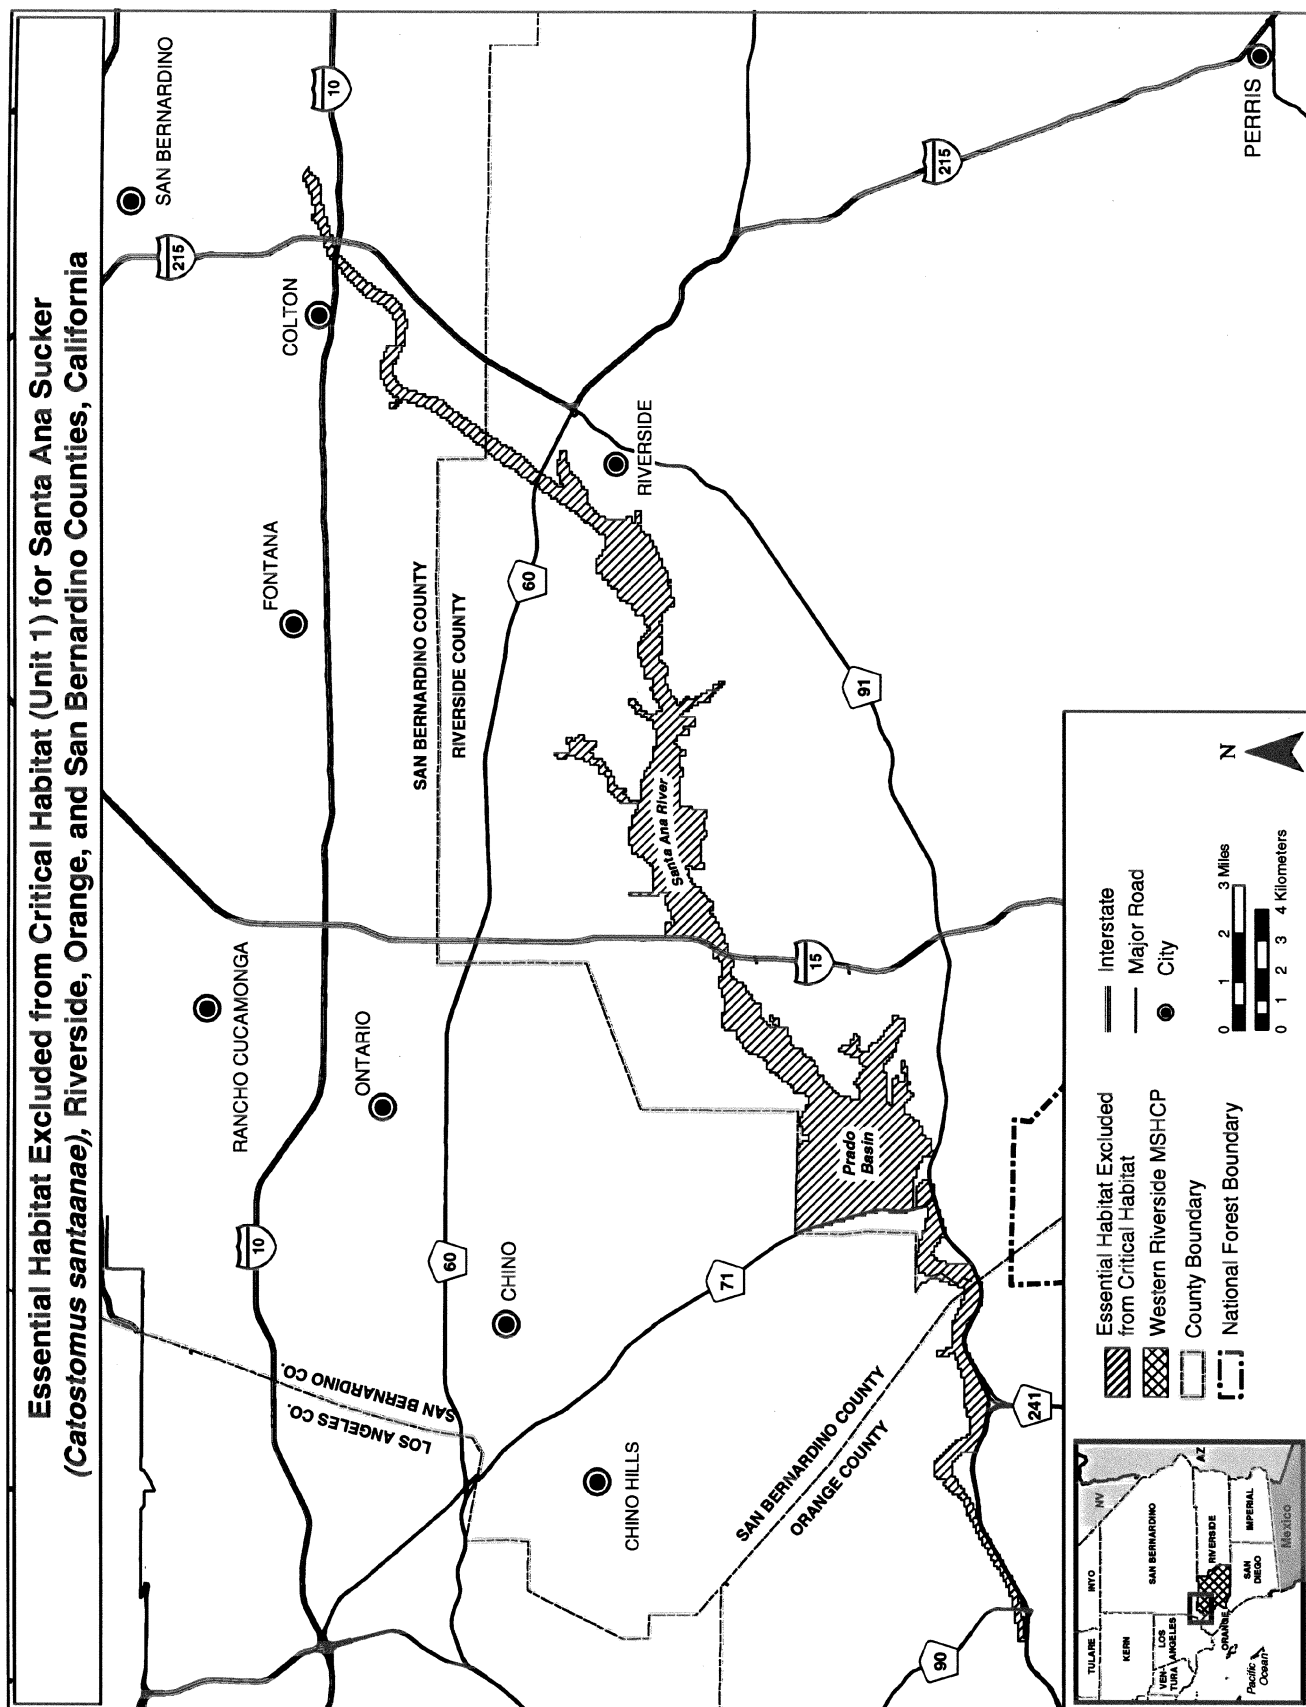 Essential Habitat Excluded from Critical Habitat (Unit 1) for Santa Ana Sucker
(Catostomus santaanae), Riverside, Orange, and San Bernardino Counties, California
SAN BERNARDINO
10
215
COLTON
FONTANA
RANCHO CUCAMONGA
ONTARIO
10
LOS ANGELES CO.
SAN BERNARDINO CO.
SAN BERNARDINO COUNTY
RIVERSIDE COUNTY
60
60
RIVERSIDE
215
PERRIS
CHINO
71
CHINO HILLS
Santa Ana River
15
91
Prado
Basin
SAN BERNARDINO COUNTY
ORANGE COUNTY
241
90
Essential Habitat Excluded
from Critical Habitat
Western Riverside MSHCP
County Boundary
National Forest Boundary
Interstate
Major Road
City
0 1 2 3 Miles
0 1 2 3 4 Kilometers
N
TULARE
INYO
NV
KERN
SAN BERNARDINO
VEN-
TURA
LOS
ANGELES
ORANGE
RIVERSIDE
AZ
SAN
DIEGO
IMPERIAL
Pacific
Ocean
Mexico